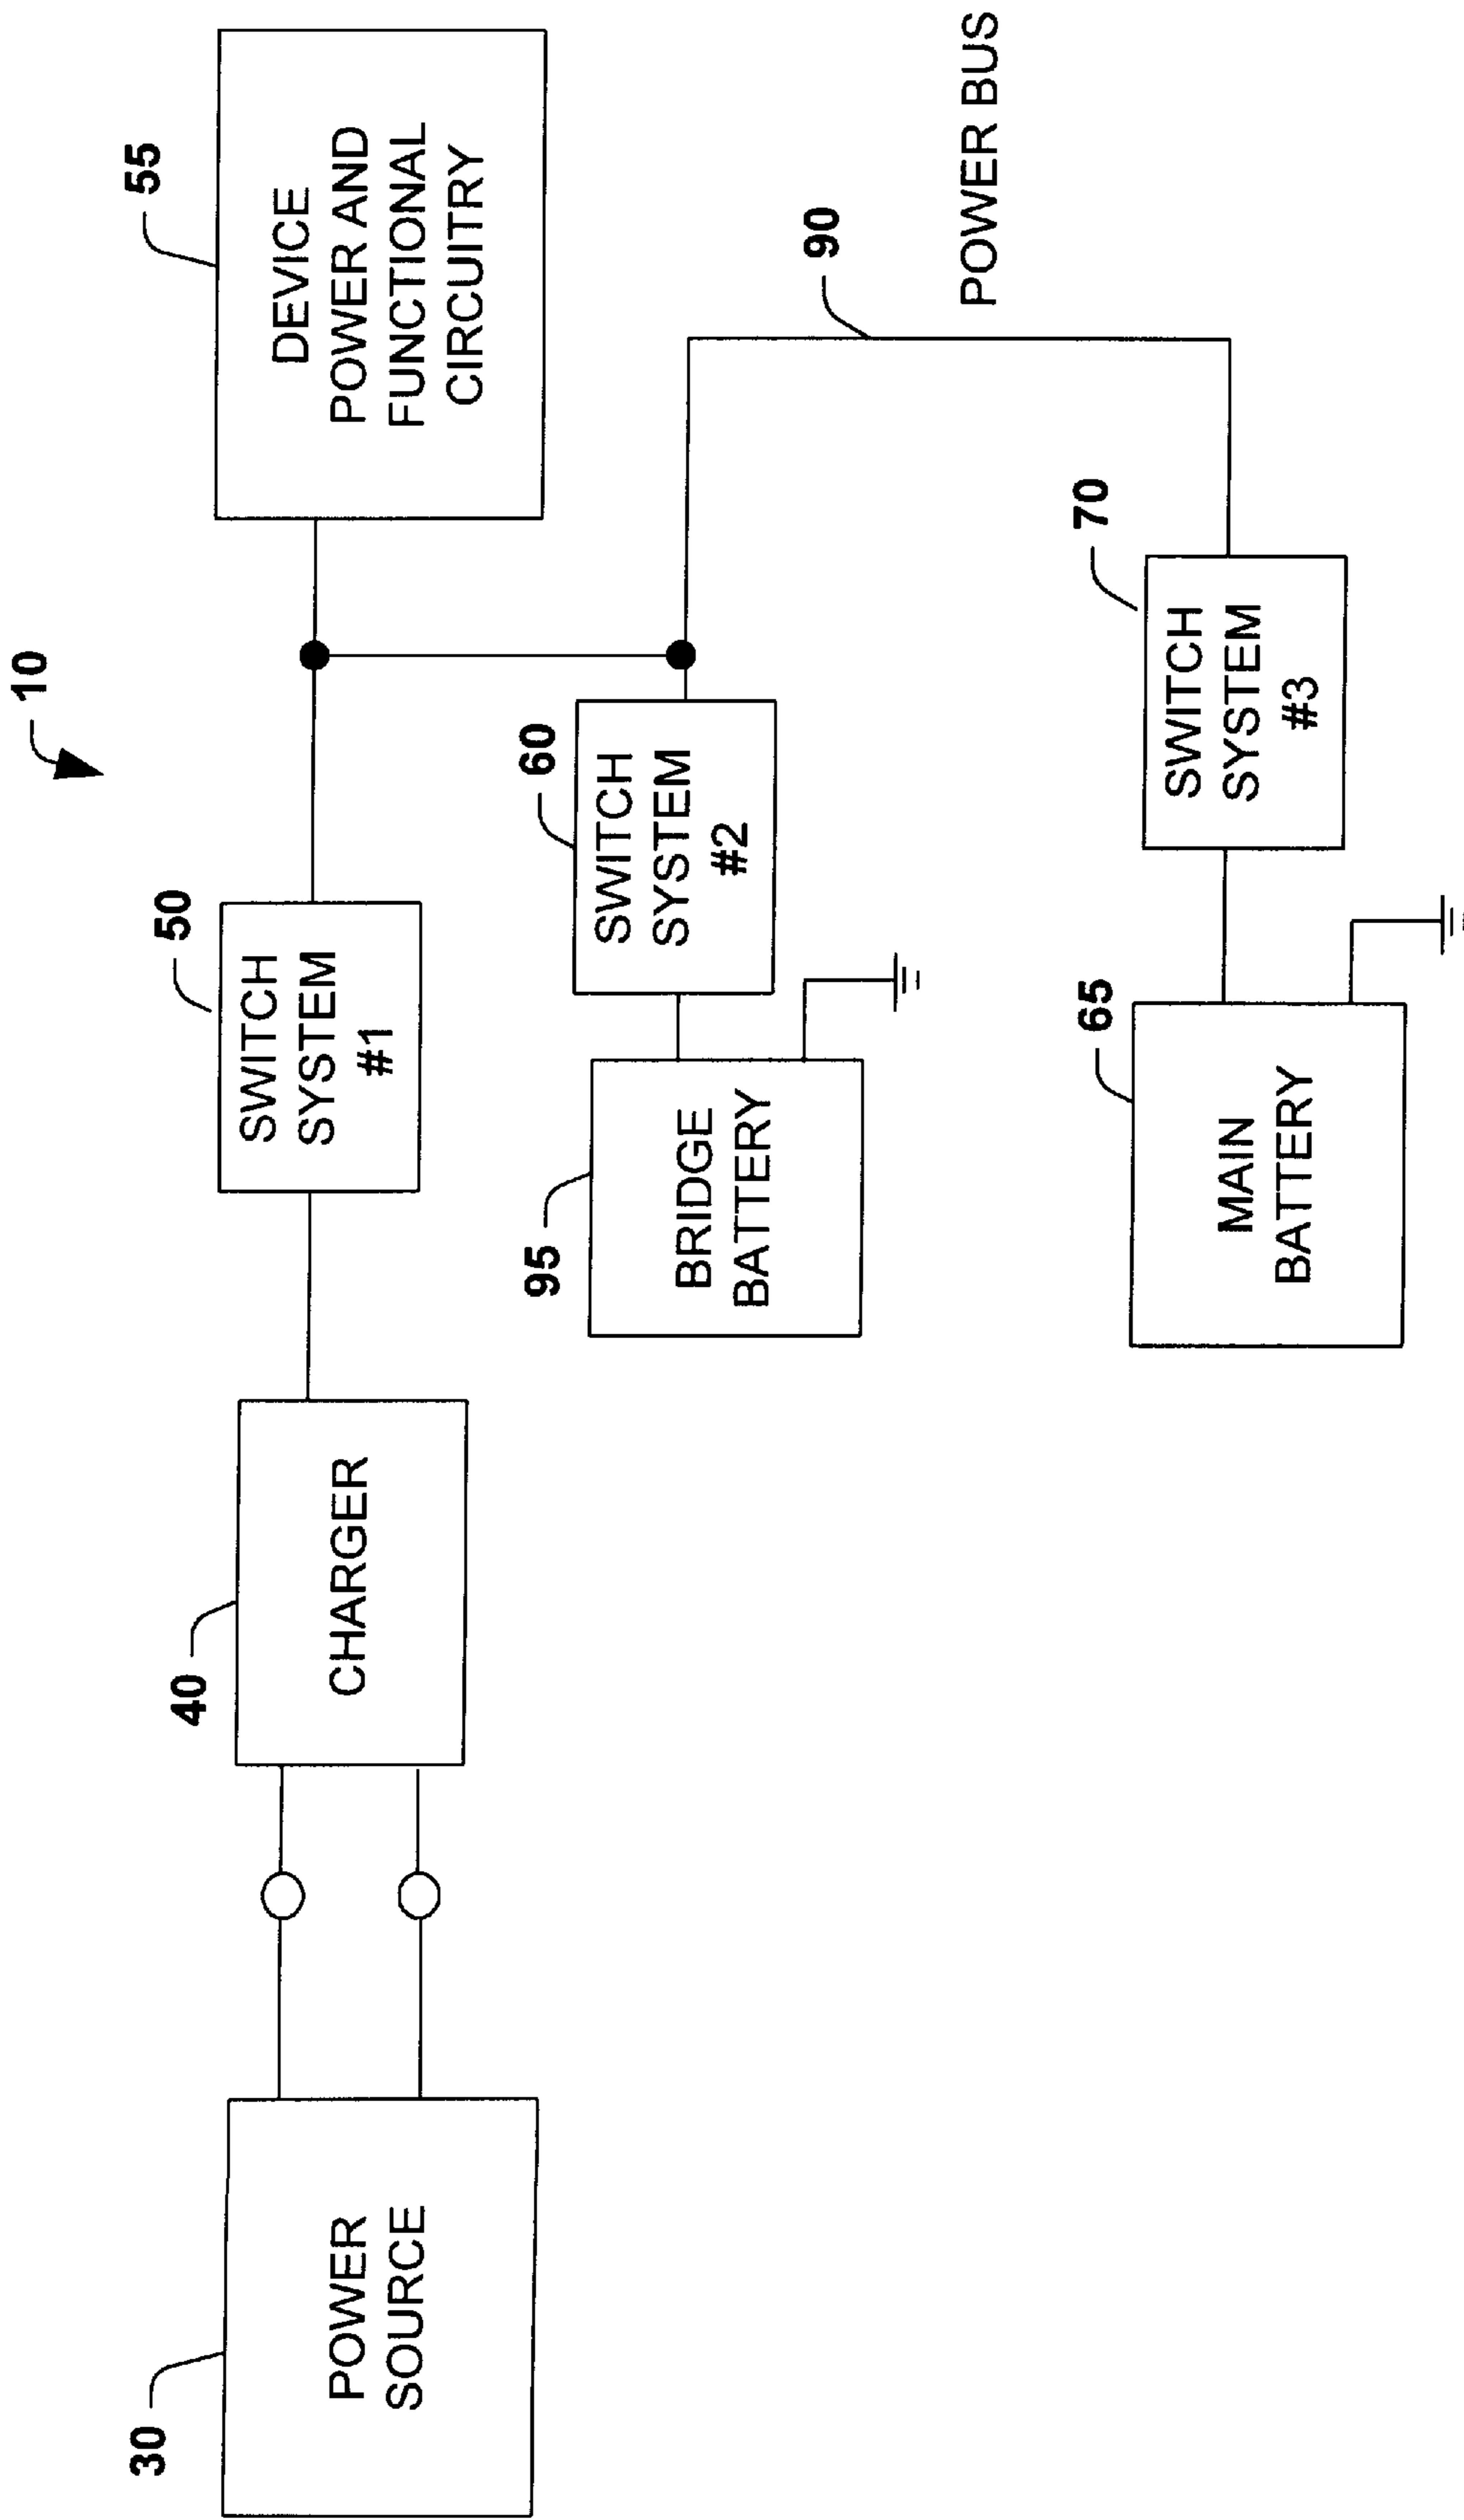 10
30
POWER
SOURCE
40
CHARGER
50
SWITCH
SYSTEM
#1
55
DEVICE
POWER AND
FUNCTIONAL
CIRCUITRY
95
BRIDGE
BATTERY
60
SWITCH
SYSTEM
#2
90
POWER BUS
65
MAIN
BATTERY
70
SWITCH
SYSTEM
#3